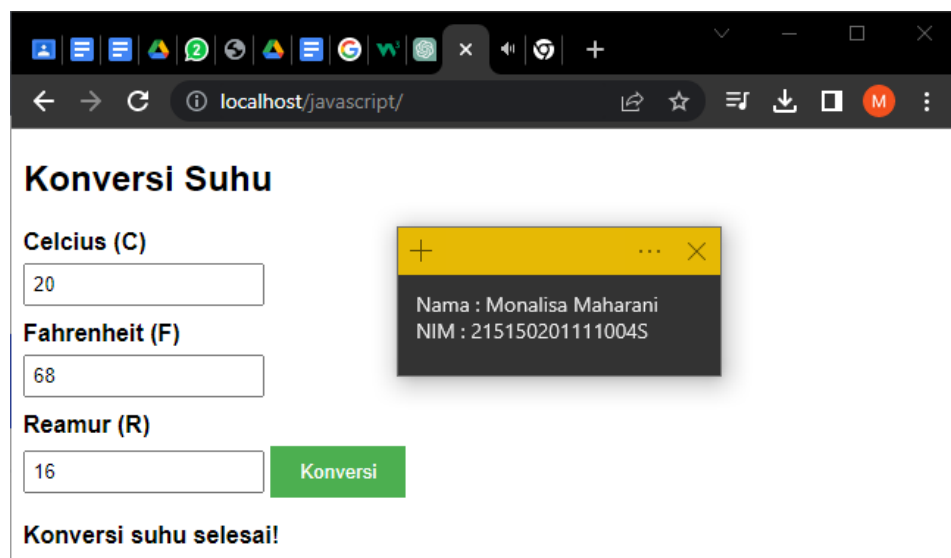 2
localhost/javascript/
M
Konversi Suhu
Celcius (C)
20
Nama : Monalisa Maharani
NIM : 215150201111004S
Fahrenheit (F)
68
Reamur (R)
16
Konversi
Konversi suhu selesai!